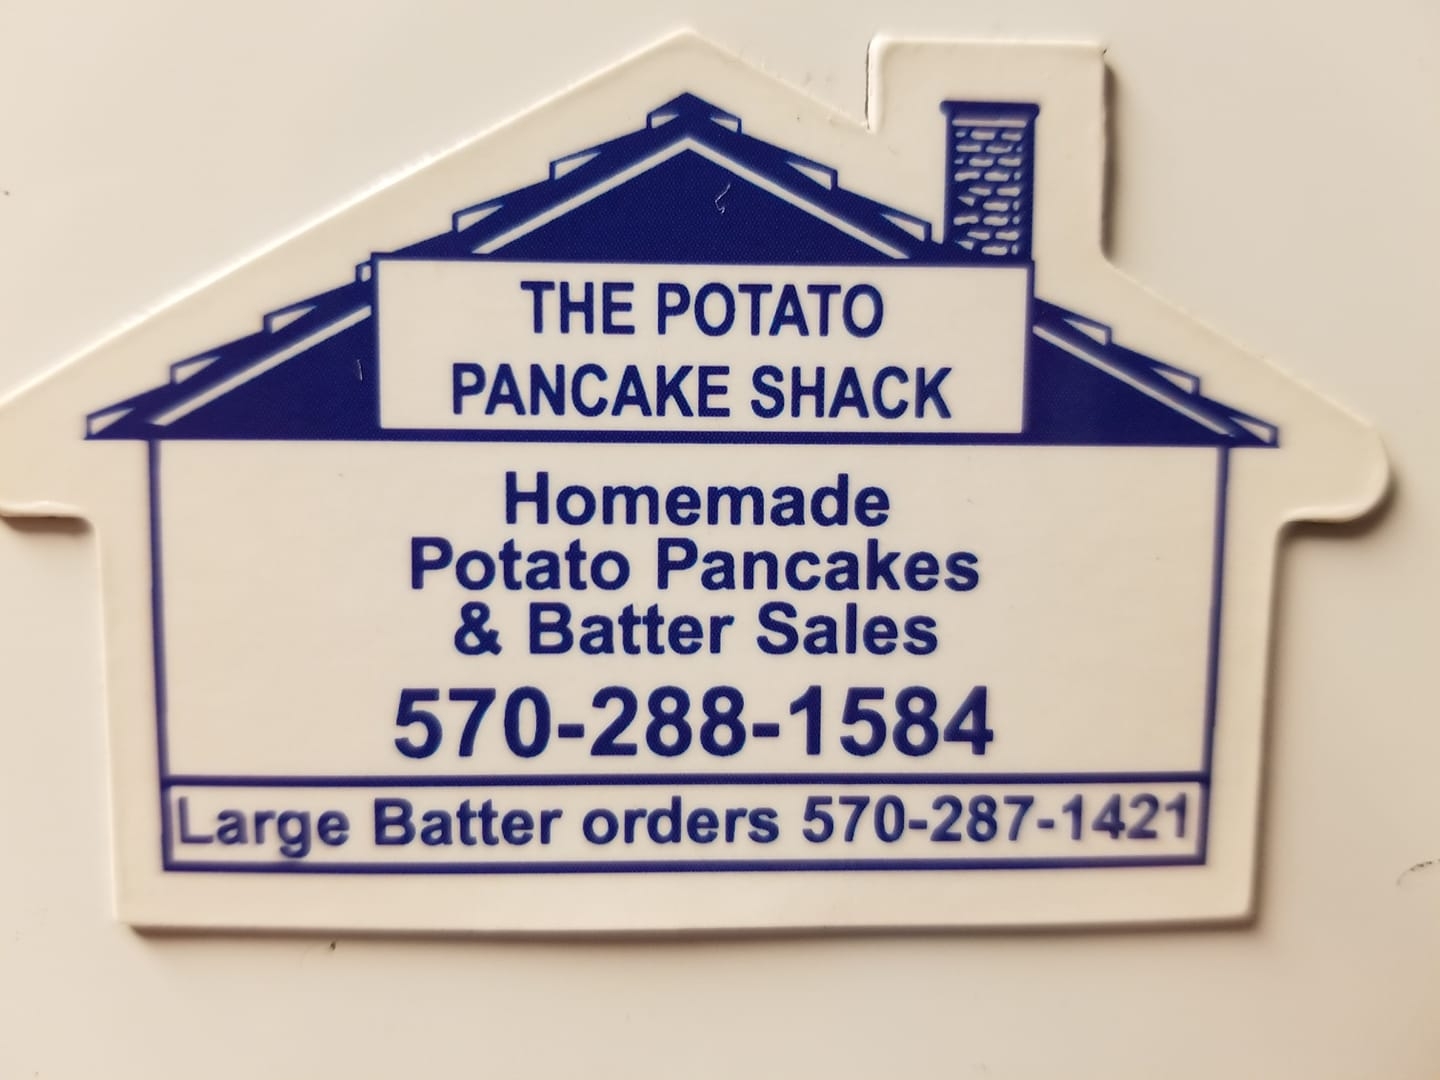 THE POTATO
PANCAKE SHACK
Homemade
Potato Pancakes
& Batter Sales
570-288-1584
Large Batter orders 570-287-1421